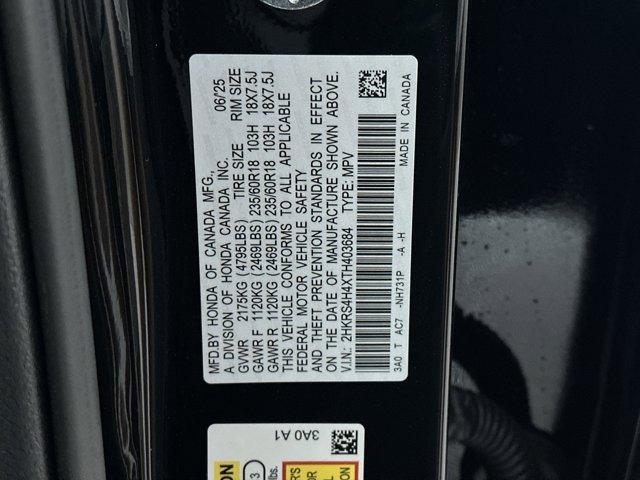 MFD.BY HONDA OF CANADA MFG., 06/25
A DIVISION OF HONDA CANADA INC.
GVWR 2175KG (4795LBS) TIRE SIZE RIM SIZE
GAWR F 1120KG (2469LBS) 235/60R18 103H 18X7.5J
GAWR R 1120KG (2469LBS) 235/60R18 103H 18X7.5J
THIS VEHICLE CONFORMS TO ALL APPLICABLE
FEDERAL MOTOR VEHICLE SAFETY
AND THEFT PREVENTION STANDARDS IN EFFECT
ON THE DATE OF MANUFACTURE SHOWN ABOVE.
V.I.N.: 2HKRS4H4XTH403684 TYPE: MPV
3A0 T AC7 -NH731P -A -H MADE IN CANADA
3A0 A1
3
lbs.